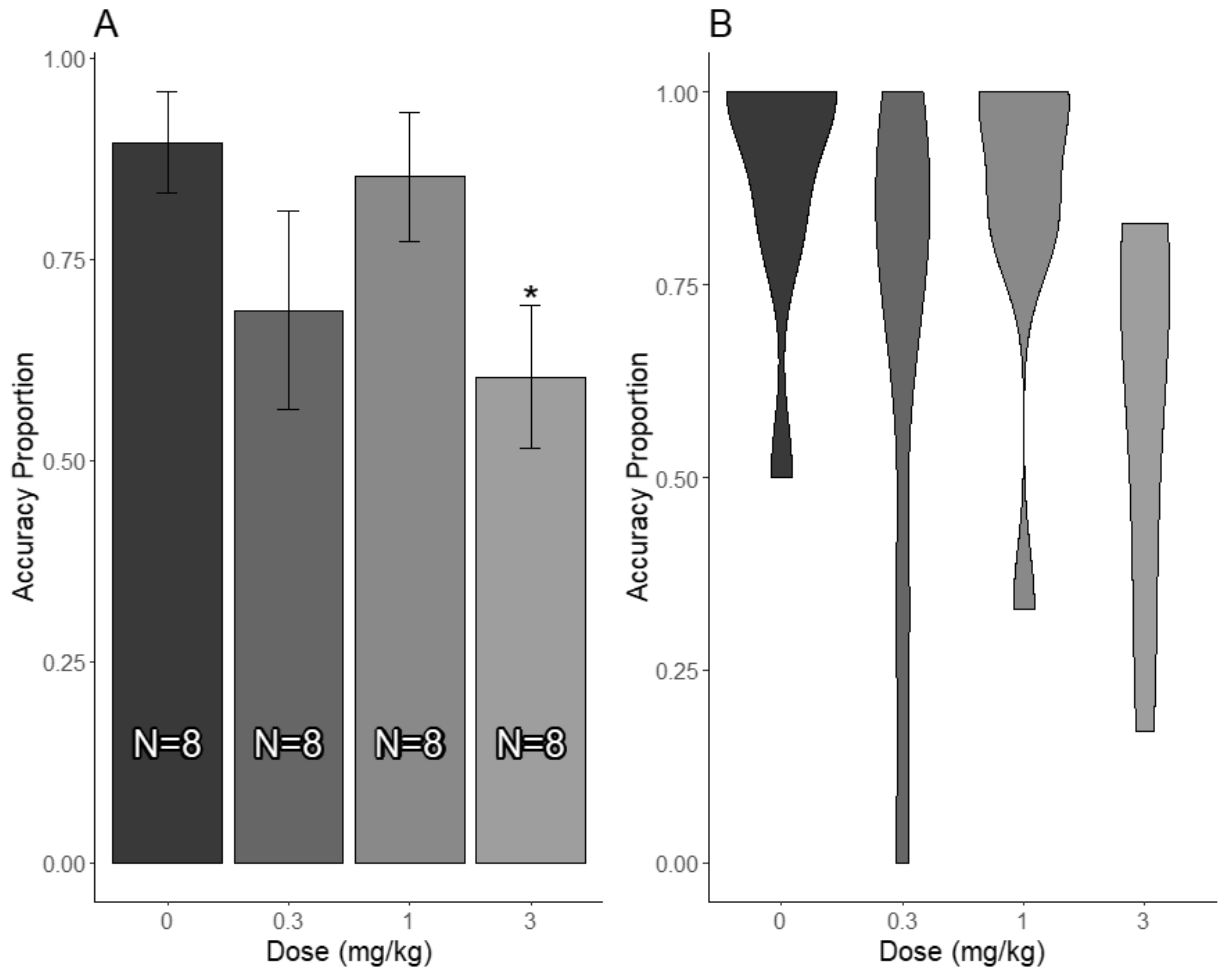 A
Accuracy Proportion
1.00
0.75
0.50
0.25
0.00
*
N=8 N=8 N=8 N=8
0 0.3 1 3
Dose (mg/kg)
B
Accuracy Proportion
1.00
0.75
0.50
0.25
0.00
0 0.3 1 3
Dose (mg/kg)